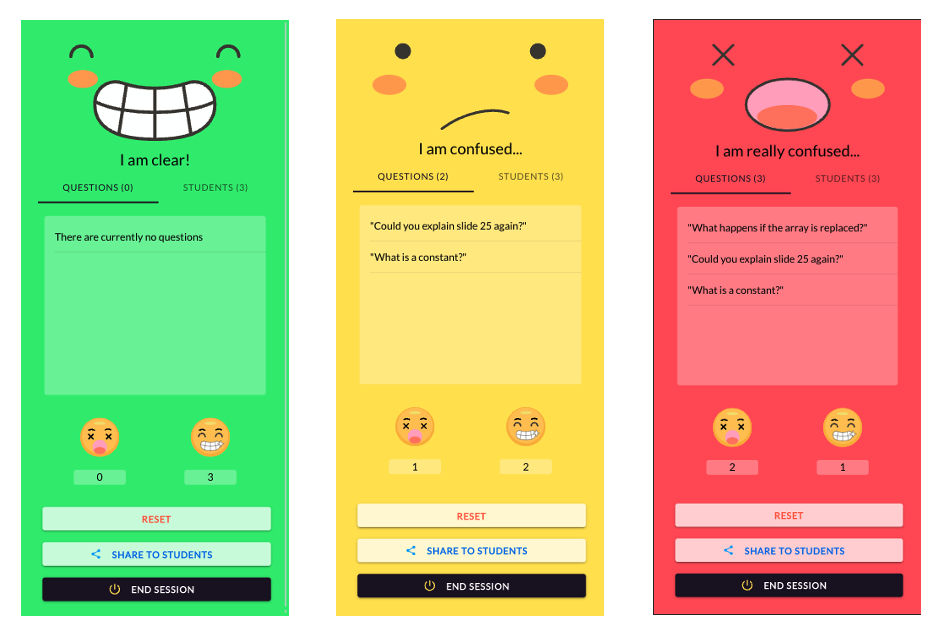 I am clear!
QUESTIONS (0) STUDENTS (3)
There are currently no questions
0 3
RESET
SHARE TO STUDENTS
END SESSION
I am confused...
QUESTIONS (2) STUDENTS (3)
"Could you explain slide 25 again?"
"What is a constant?"
1 2
RESET
SHARE TO STUDENTS
END SESSION
I am really confused...
QUESTIONS (3) STUDENTS (3)
"What happens if the array is replaced?"
"Could you explain slide 25 again?"
"What is a constant?"
2 1
RESET
SHARE TO STUDENTS
END SESSION